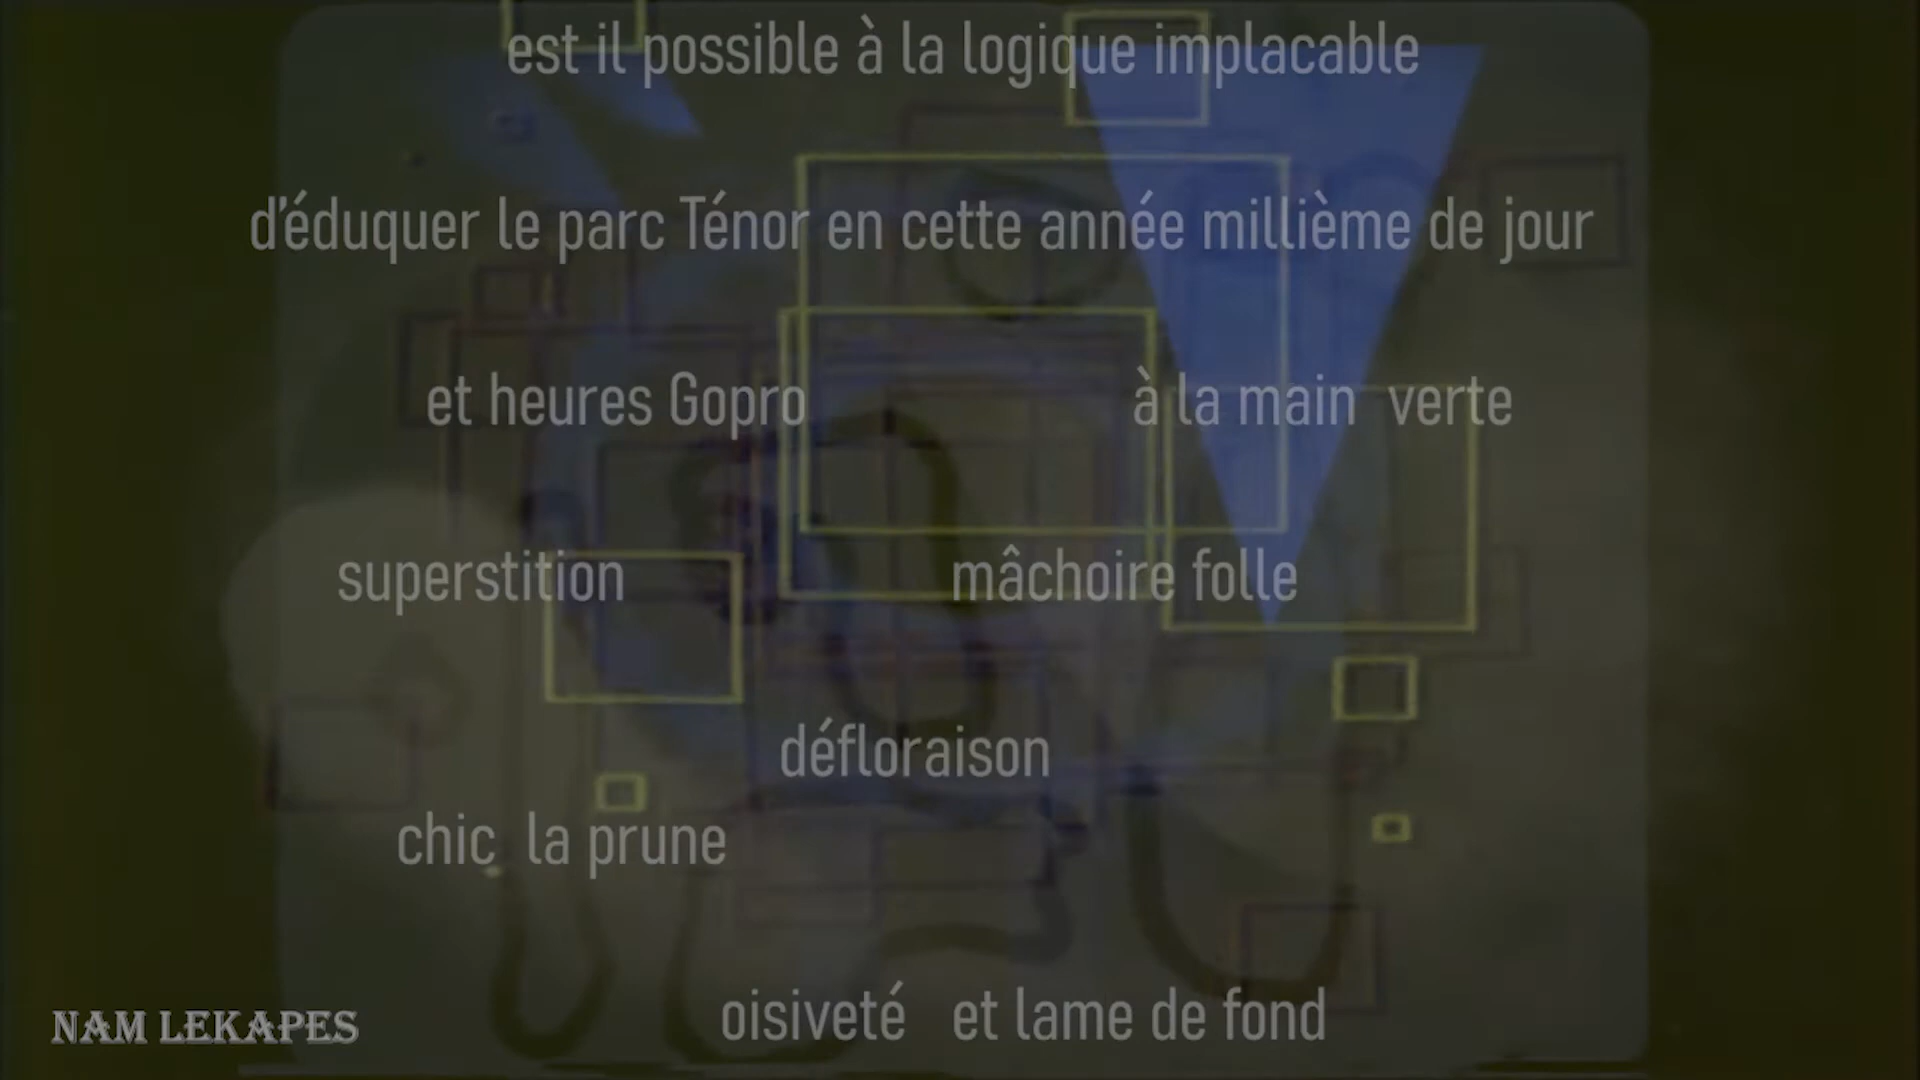 est il possible à la logique implacable
d'éduquer le parc Ténor en cette année millième de jour
et heures Gopro à la main verte
superstition mâchoire folle
défloraison
chic la prune
oisiveté et lame de fond
NAM LEKAPES